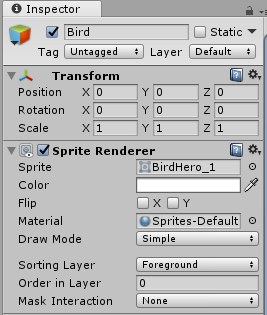 Inspector
Bird Static
Tag Untagged Layer Default
Transform
Position X 0 Y 0 Z 0
Rotation X 0 Y 0 Z 0
Scale X 1 Y 1 Z 1
Sprite Renderer
Sprite BirdHero_1
Color
Flip X Y
Material Sprites-Default
Draw Mode Simple
Sorting Layer Foreground
Order in Layer 0
Mask Interaction None